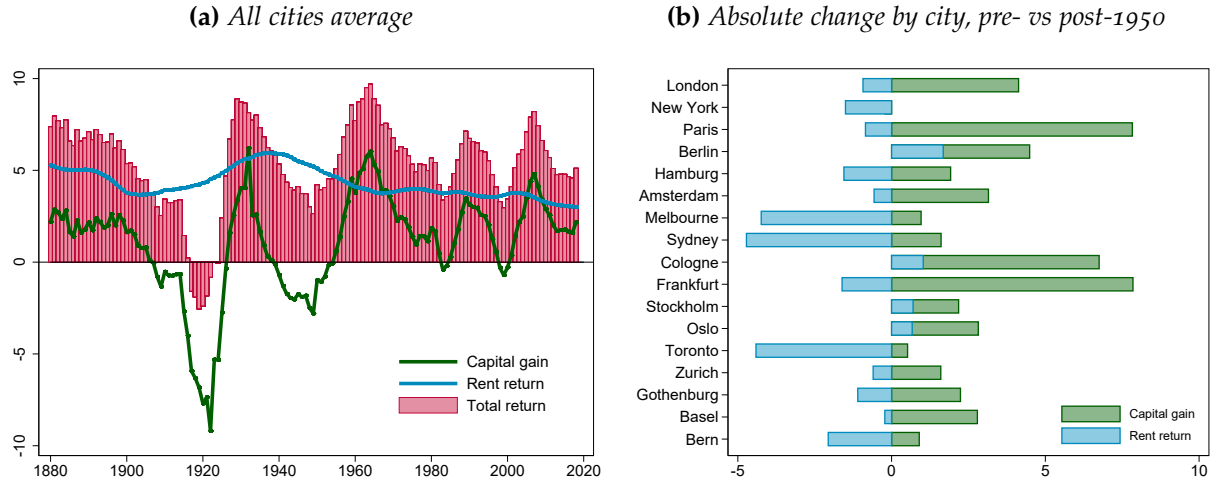 (a) All cities average
10
5
0
-5
-10
Capital gain
Rent return
Total return
1880 1900 1920 1940 1960 1980 2000 2020
(b) Absolute change by city, pre- vs post-1950
London
New York
Paris
Berlin
Hamburg
Amsterdam
Melbourne
Sydney
Cologne
Frankfurt
Stockholm
Oslo
Toronto
Zurich
Gothenburg
Basel
Bern
Capital gain
Rent return
-5 0 5 10